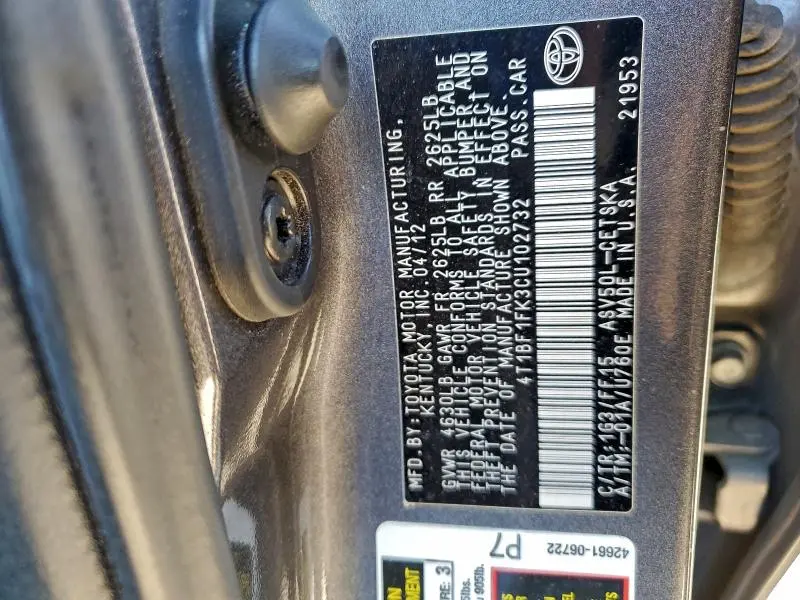 MFD.BY:TOYOTA MOTOR MANUFACTURING,
KENTUCKY, INC. 04/12
GVWR 4630LB GAWR FR 2625LB RR 2625LB
THIS VEHICLE CONFORMS TO ALL APPLICABLE
FEDERAL MOTOR VEHICLE SAFETY, BUMPER, AND
THEFT PREVENTION STANDARDS IN EFFECT ON
THE DATE OF MANUFACTURE SHOWN ABOVE.
4T1BF1FK3CU102732 PASS.CAR
C/TR:1G3/FF15 ASV50L-CETSKA
A/TM:-01A/U760E MADE IN U.S.A. 21953
P7
42661-06722
RE: 3
905lb.